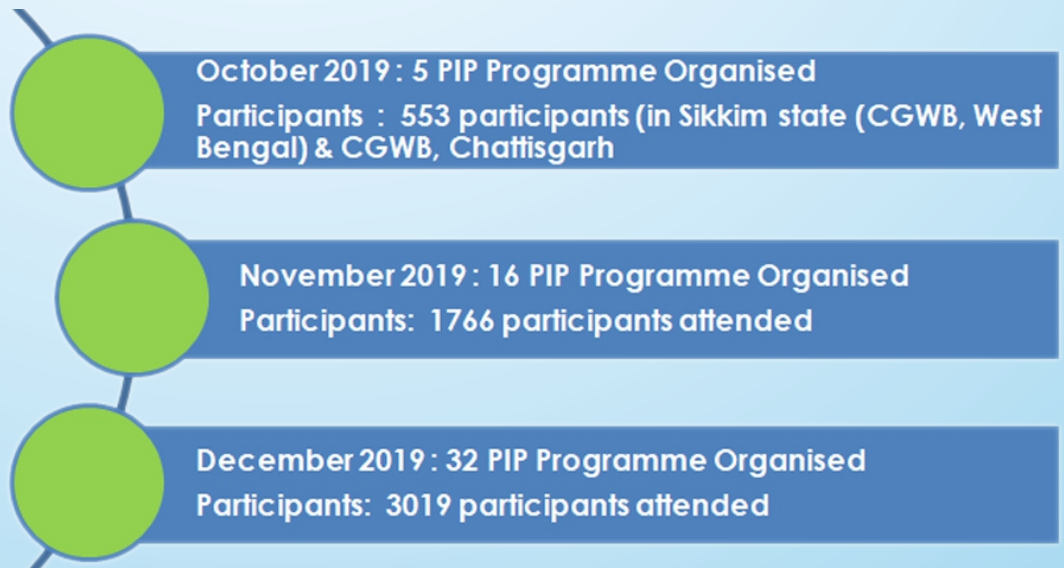 October 2019 : 5 PIP Programme Organised
Participants : 553 participants (in Sikkim state (CGWB, West
Bengal) & CGWB, Chattisgarh
November 2019 : 16 PIP Programme Organised
Participants: 1766 participants attended
December 2019 : 32 PIP Programme Organised
Participants: 3019 participants attended